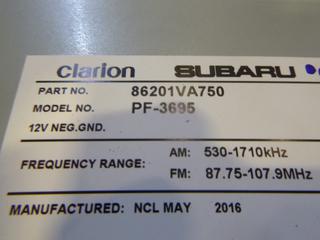 clarion SUBARU
PART NO. 86201VA750
MODEL NO. PF-3695
12V NEG.GND.
FREQUENCY RANGE: AM: 530-1710kHz
FM: 87.75-107.9MHz
MANUFACTURED: NCL MAY 2016